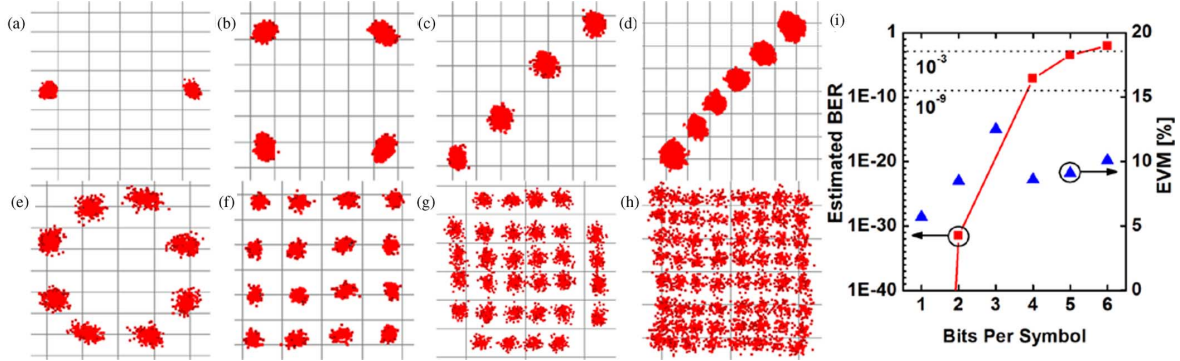 (a)
(b)
(c)
(d)
(e)
(f)
(g)
(h)
(i)
1
1E-10
1E-20
1E-30
1E-40
Estimated BER
10-3
10-9
20
15
10
5
0
EVM [%]
1 2 3 4 5 6
Bits Per Symbol